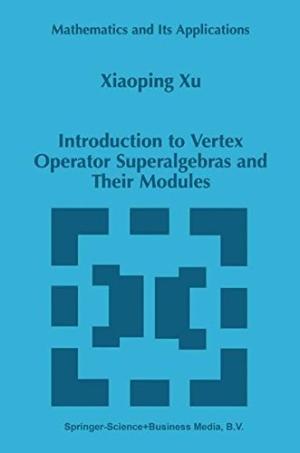 Mathematics and Its Applications
Xiaoping Xu
Introduction to Vertex
Operator Superalgebras and
Their Modules
Springer-Science+Business Media, B.V.